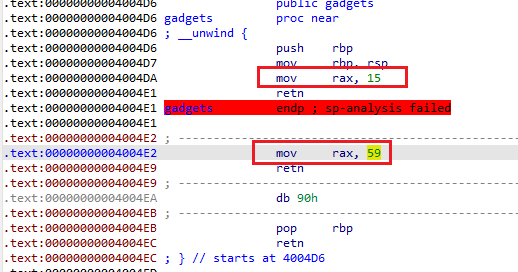 .text:00000000004004D6 public gadgets
.text:00000000004004D6 gadgets proc near
.text:00000000004004D6 ; __unwind {
.text:00000000004004D6 push rbp
.text:00000000004004D7 mov rbp, rsp
.text:00000000004004DA mov rax, 15
.text:00000000004004E1 retn
.text:00000000004004E1 gadgets endp ; sp-analysis failed
.text:00000000004004E1
.text:00000000004004E2 ; ---------------------------------------------------
.text:00000000004004E2 mov rax, 59
.text:00000000004004E9 retn
.text:00000000004004E9 ; ---------------------------------------------------
.text:00000000004004EA db 90h
.text:00000000004004EB ; ---------------------------------------------------
.text:00000000004004EB pop rbp
.text:00000000004004EC retn
.text:00000000004004EC ; } // starts at 4004D6